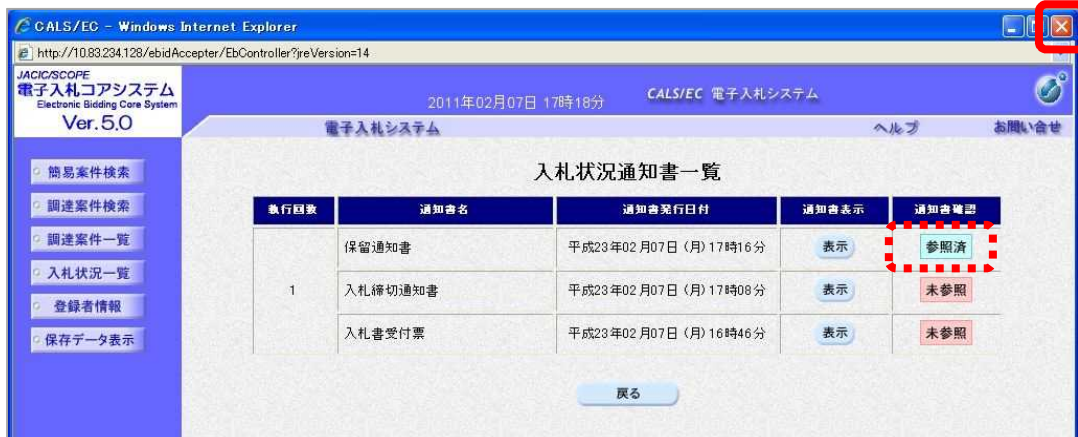 CALS/EC - Windows Internet Explorer
http://10.83.234.128/ebidAccepter/EbController?jreVersion=14
JACIC/SCOPE
電子入札コアシステム
Electronic Bidding Core System
Ver.5.0
2011年02月07日 17時18分
CALS/EC 電子入札システム
電子入札システム
ヘルプ
お問い合せ
簡易案件検索
調達案件検索
調達案件一覧
入札状況一覧
登録者情報
保存データ表示
入札状況通知書一覧
執行回数 通知書名 通知書発行日付 通知書表示 通知書確認
保留通知書 平成23年02月07日 (月) 17時16分 表示 参照済
1 入札締切通知書 平成23年02月07日 (月) 17時08分 表示 未参照
入札書受付票 平成23年02月07日 (月) 16時46分 表示 未参照
戻る